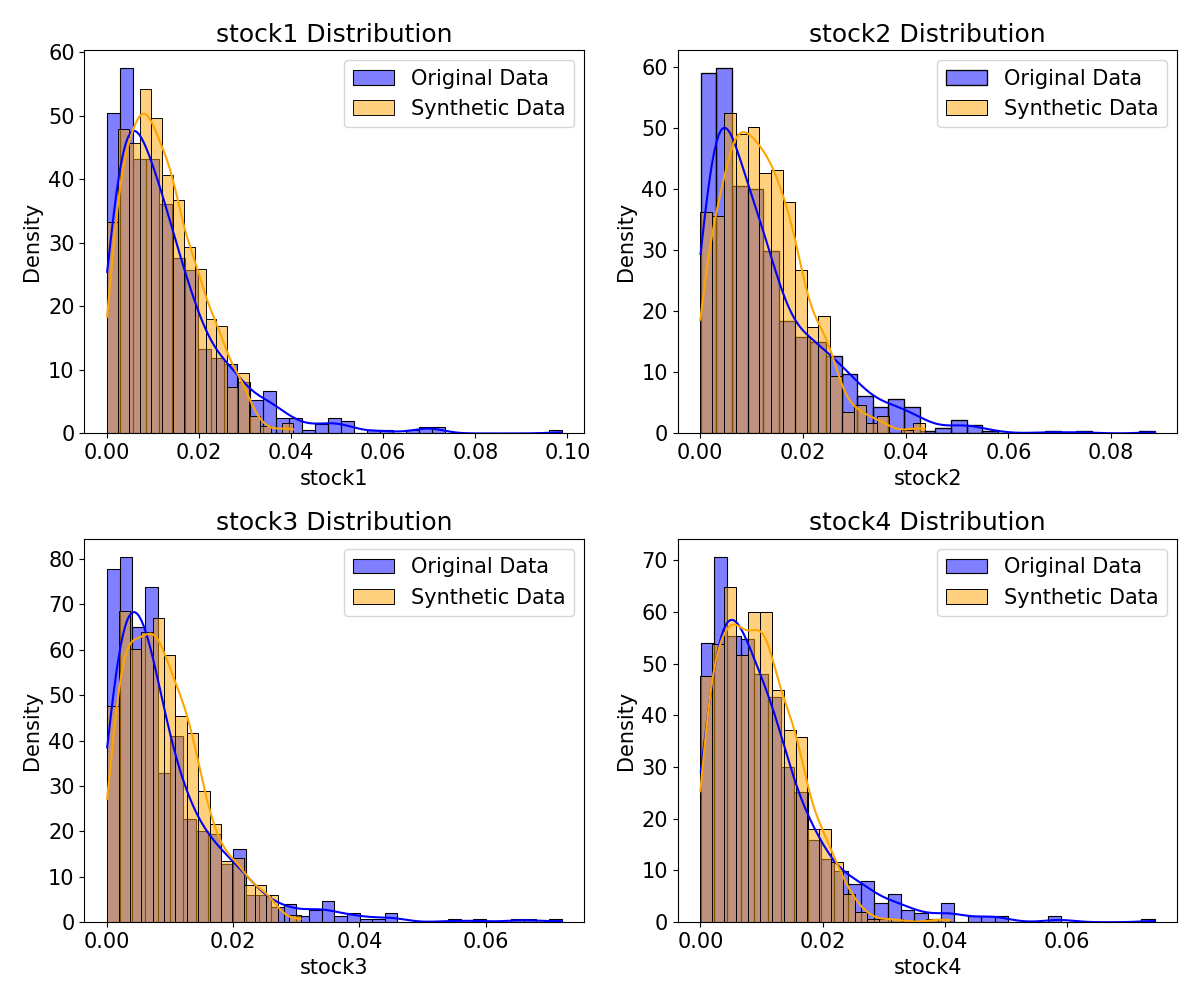 stock1 Distribution
60
50
40
30
20
10
0
Density
Original Data
Synthetic Data
0.00 0.02 0.04 0.06 0.08 0.10
stock1
stock2 Distribution
60
50
40
30
20
10
0
Density
Original Data
Synthetic Data
0.00 0.02 0.04 0.06 0.08
stock2
stock3 Distribution
80
70
60
50
40
30
20
10
0
Density
Original Data
Synthetic Data
0.00 0.02 0.04 0.06
stock3
stock4 Distribution
70
60
50
40
30
20
10
0
Density
Original Data
Synthetic Data
0.00 0.02 0.04 0.06
stock4